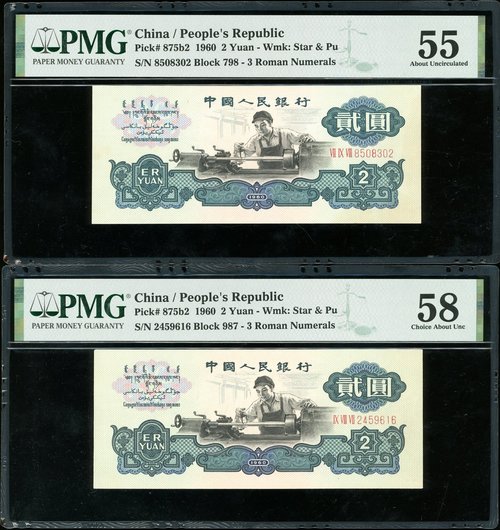 PMG
PAPER MONEY GUARANTY
China / People's Republic
Pick# 875b2 1960 2 Yuan - Wmk: Star & Pu
S/N 8508302 Block 798 - 3 Roman Numerals
55
About Uncirculated
中國人民銀行
貳圓
VII IX VIII 8508302
ER
YUAN
1960
2
PMG
PAPER MONEY GUARANTY
China / People's Republic
Pick# 875b2 1960 2 Yuan - Wmk: Star & Pu
S/N 2459616 Block 987 - 3 Roman Numerals
58
Choice About Unc
中國人民銀行
貳圓
IX VIII VII 2459616
ER
YUAN
1960
2